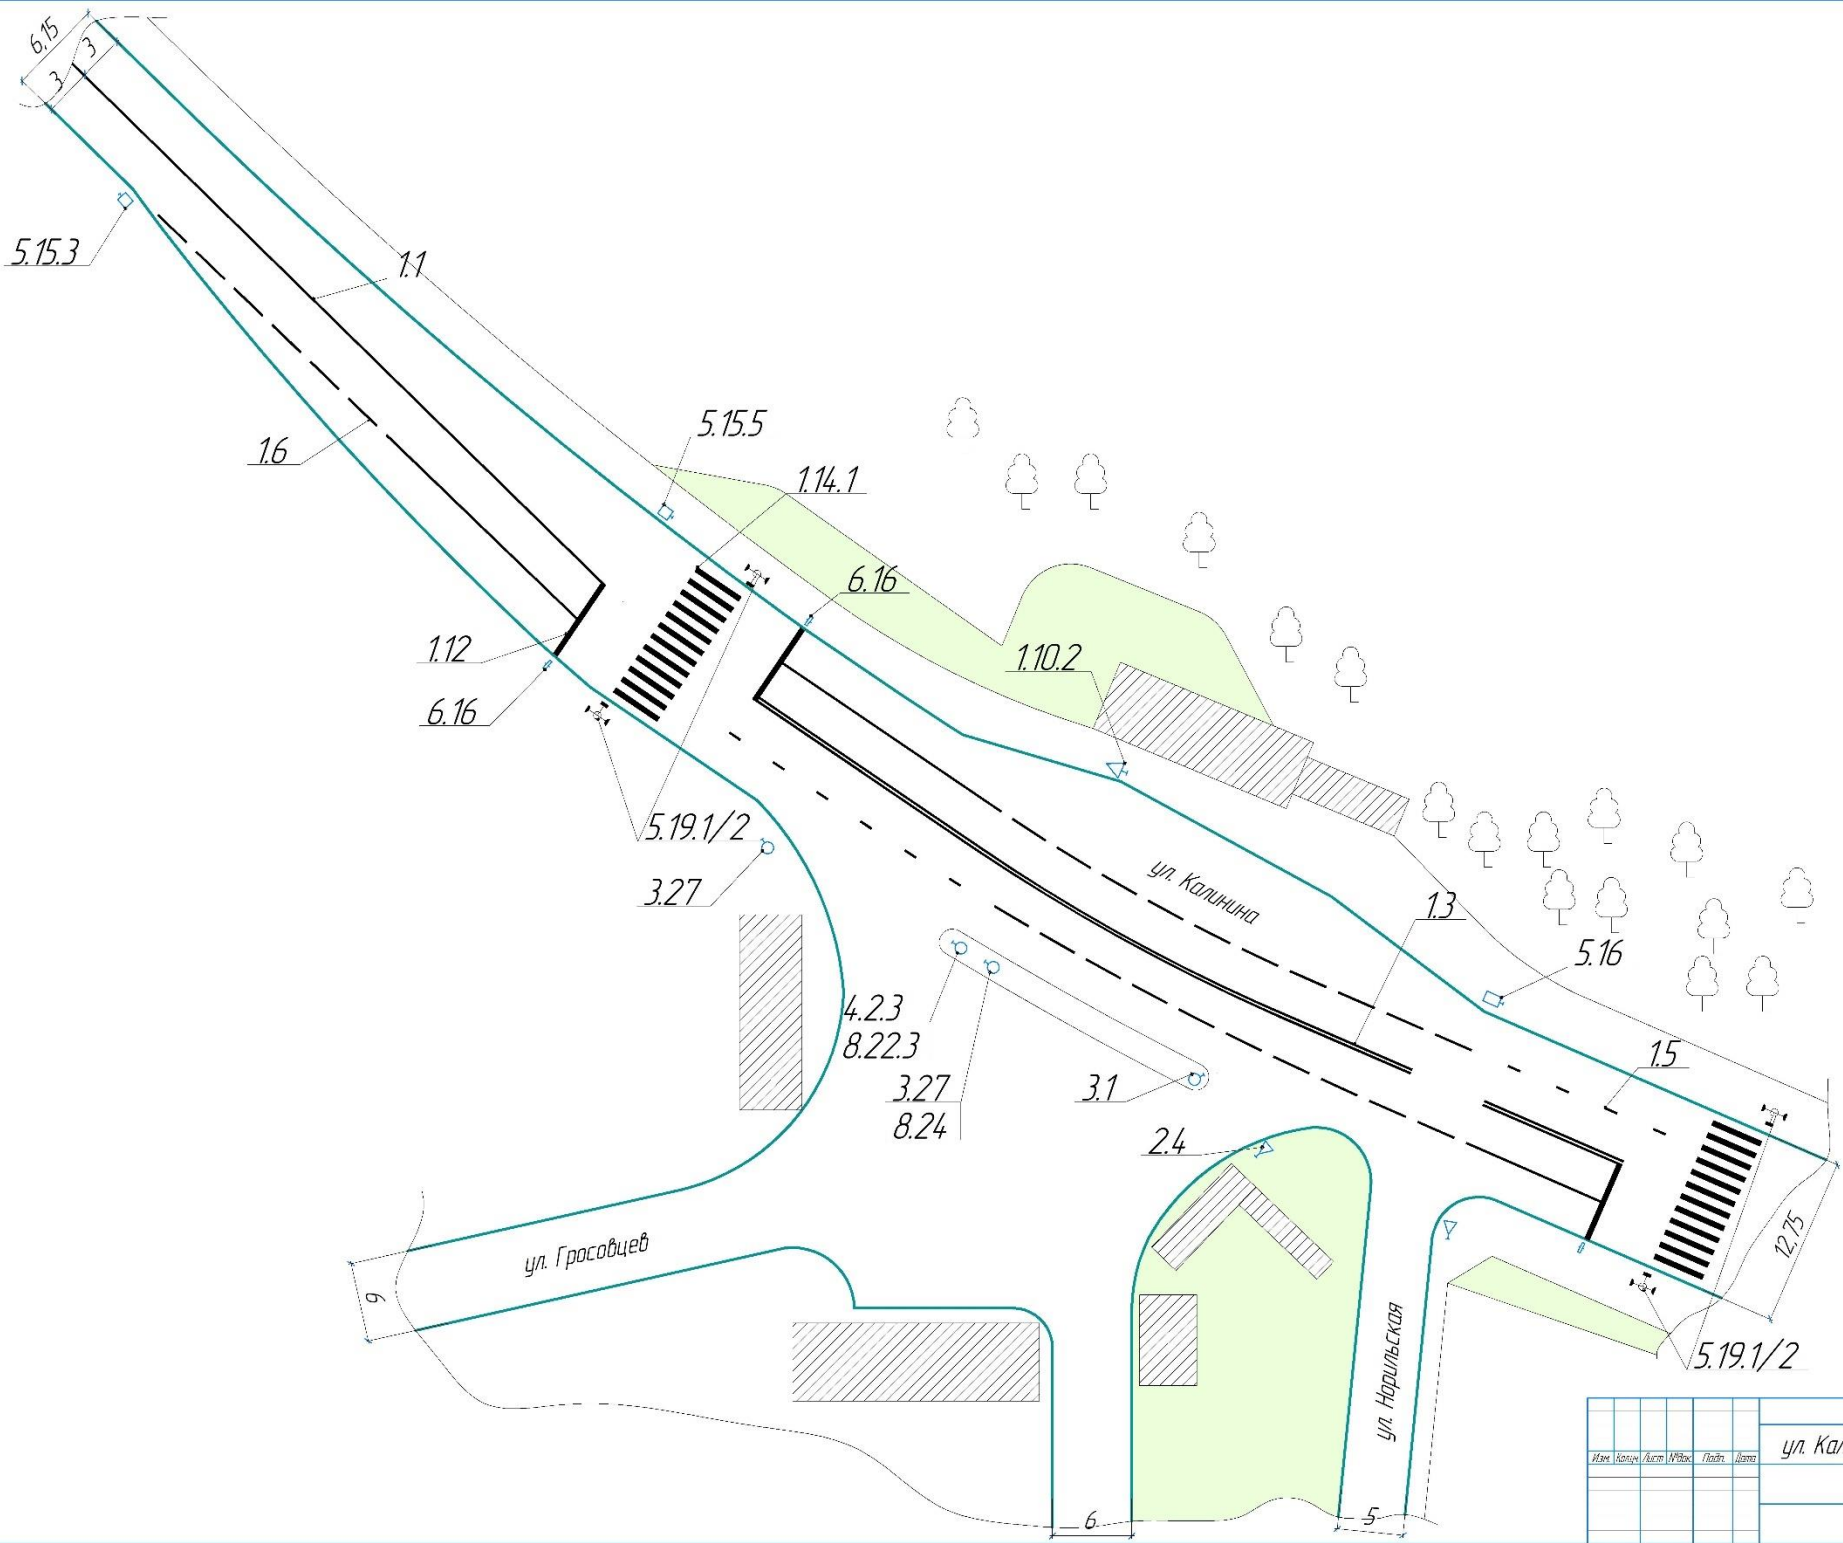 6,15
3
3
5.15.3
1.1
1.6
5.15.5
1.14.1
6.16
1.12
6.16
1.10.2
5.19.1/2
3.27
ул. Калинина
1.3
5.16
4.2.3
8.22.3
3.27
8.24
3.1
1.5
2.4
12,75
ул. Гросовцев
9
ул. Норильская
5.19.1/2
6
5
ул. Кал
Изм.
Кол.уч
Лист
№док.
Подп.
Дата